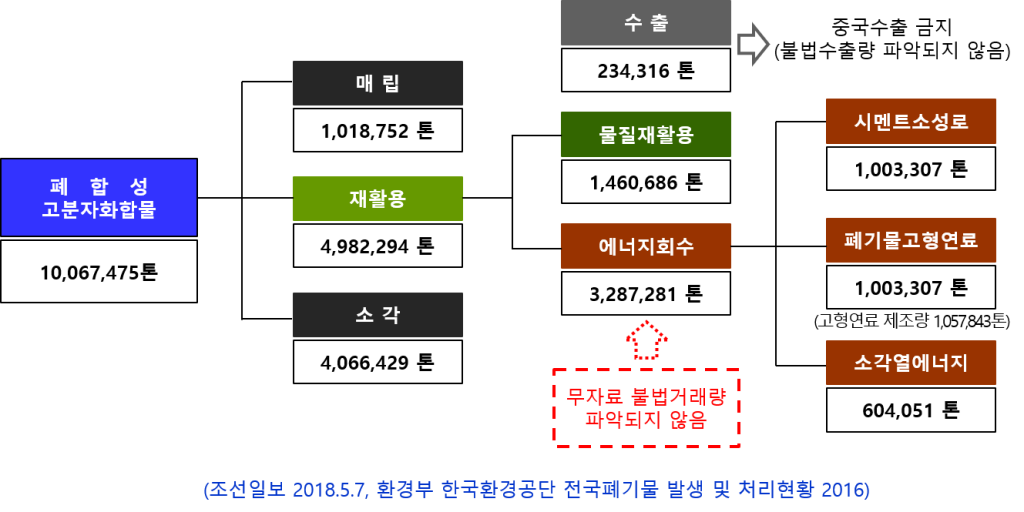 폐 합 성
고분자화합물
10,067,475톤
매 립
1,018,752 톤
재활용
4,982,294 톤
소 각
4,066,429 톤
수 출
234,316 톤
중국수출 금지
(불법수출량 파악되지 않음)
물질재활용
1,460,686 톤
에너지회수
3,287,281 톤
무자료 불법거래량
파악되지 않음
시멘트소성로
1,003,307 톤
폐기물고형연료
1,003,307 톤
(고형연료 제조량 1,057,843톤)
소각열에너지
604,051 톤
(조선일보 2018.5.7, 환경부 한국환경공단 전국폐기물 발생 및 처리현황 2016)